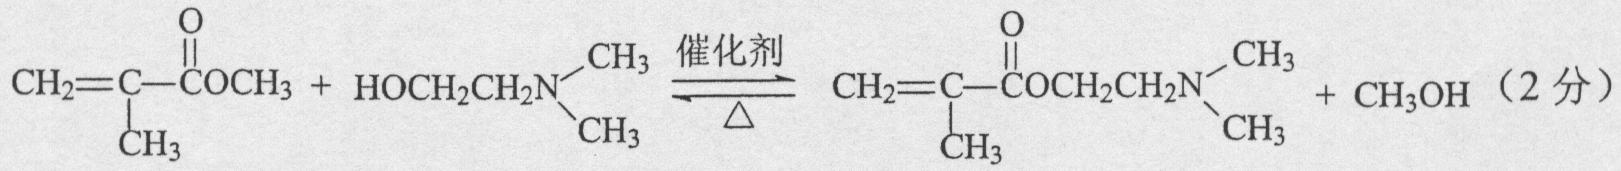 O O
CH₃ CH₃
CH₂=C—COCH₃ + HOCH₂CH₂N 催化剂 CH₂=C—COCH₂CH₂N + CH₃OH（2 分）
△
CH₃ CH₃ CH₃ CH₃